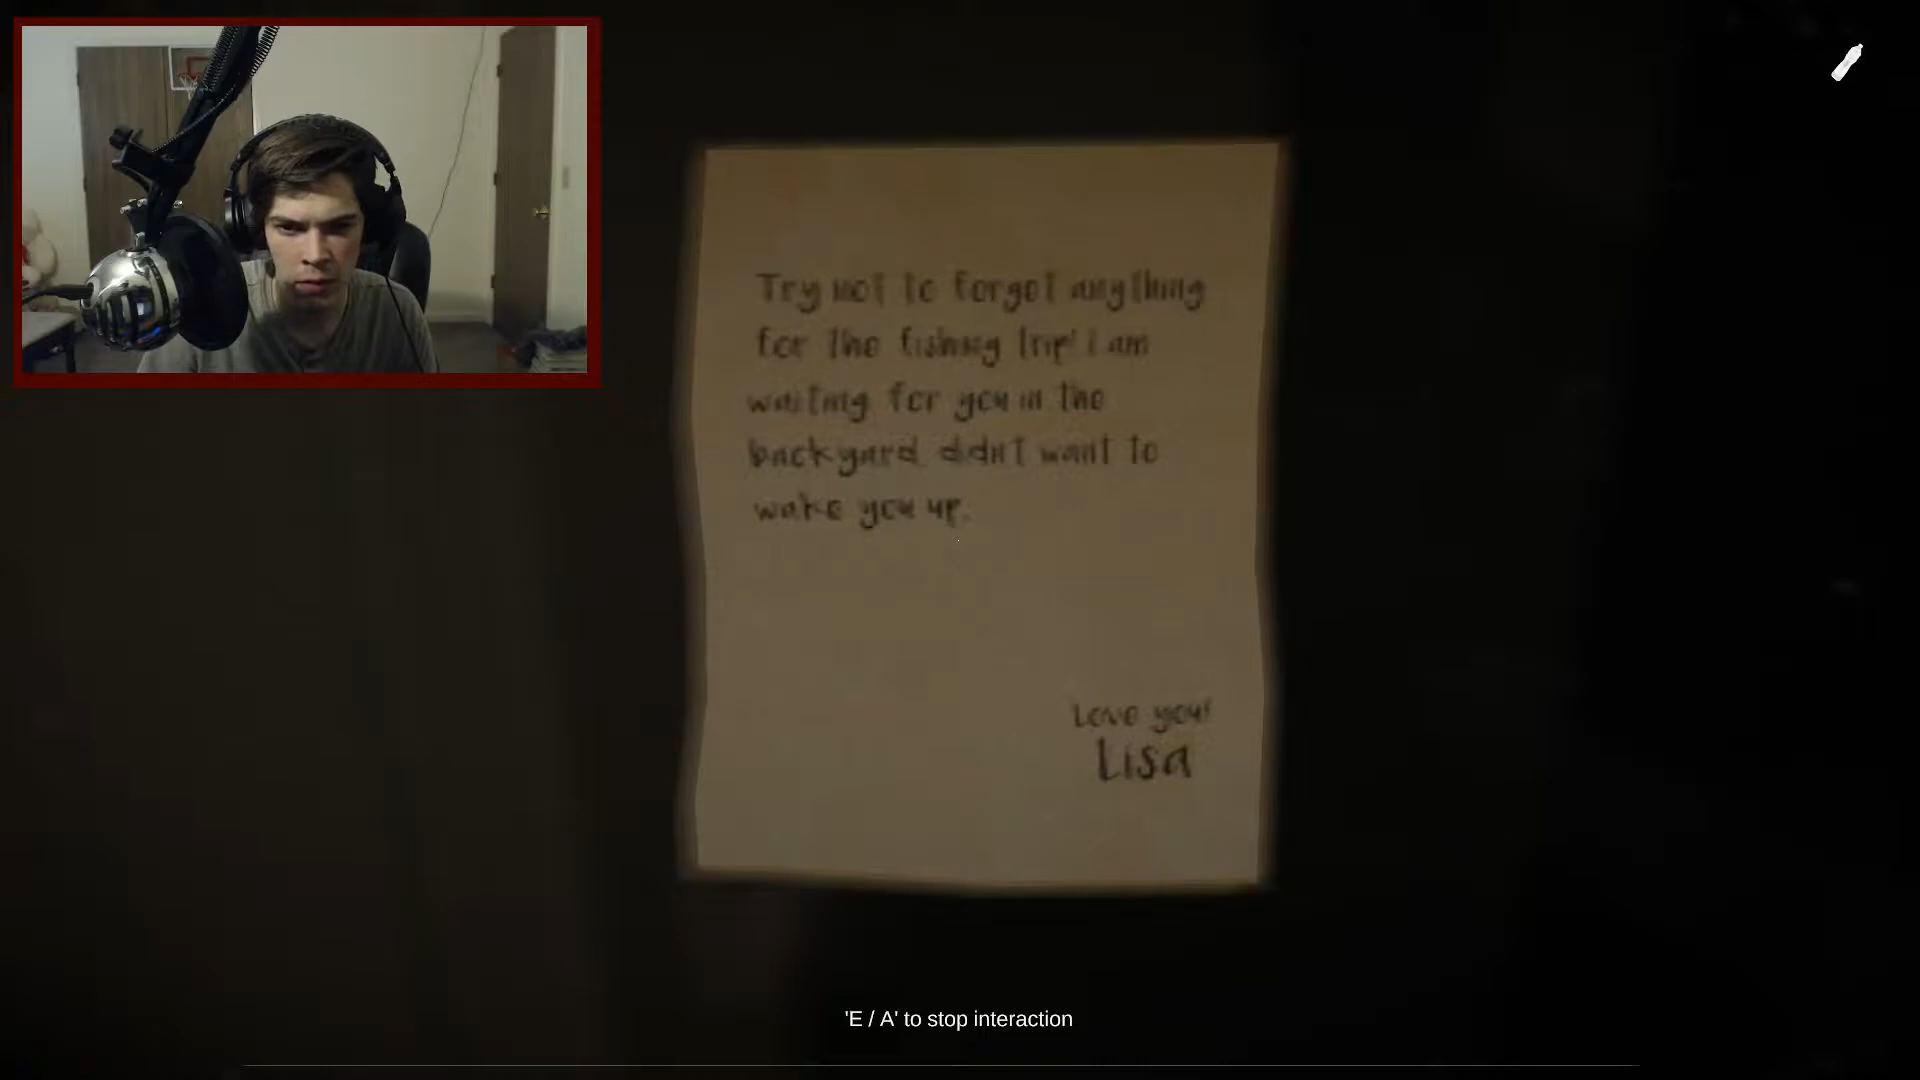 Try not to forget anything
for the fishing trip! i am
waiting for you in the
backyard didn't want to
wake you up.
Love you!
Lisa
'E / A' to stop interaction